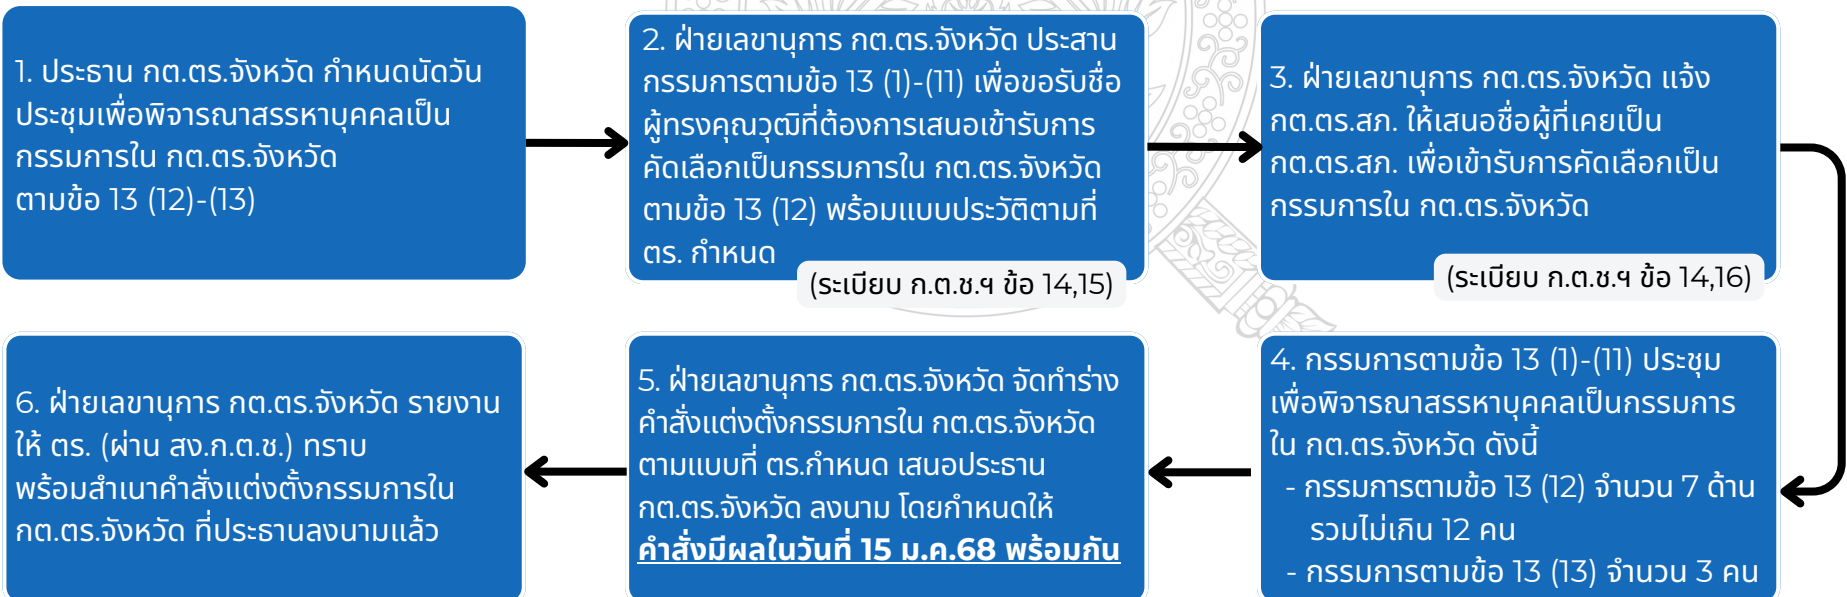 1. ประธาน กต.ตร.จังหวัด กำหนดนัดวัน
ประชุมเพื่อพิจารณาสรรหาบุคคลเป็น
กรรมการใน กต.ตร.จังหวัด
ตามข้อ 13 (12)-(13)
2. ฝ่ายเลขานุการ กต.ตร.จังหวัด ประสาน
กรรมการตามข้อ 13 (1)-(11) เพื่อขอรับชื่อ
ผู้ทรงคุณวุฒิที่ต้องการเสนอเข้ารับการ
คัดเลือกเป็นกรรมการใน กต.ตร.จังหวัด
ตามข้อ 13 (12) พร้อมแบบประวัติตามที่
ตร. กำหนด
(ระเบียบ ก.ต.ช.ฯ ข้อ 14,15)
3. ฝ่ายเลขานุการ กต.ตร.จังหวัด แจ้ง
กต.ตร.สภ. ให้เสนอชื่อผู้ที่เคยเป็น
กต.ตร.สภ. เพื่อเข้ารับการคัดเลือกเป็น
กรรมการใน กต.ตร.จังหวัด
(ระเบียบ ก.ต.ช.ฯ ข้อ 14,16)
4. กรรมการตามข้อ 13 (1)-(11) ประชุม
เพื่อพิจารณาสรรหาบุคคลเป็นกรรมการ
ใน กต.ตร.จังหวัด ดังนี้
- กรรมการตามข้อ 13 (12) จำนวน 7 ด้าน
รวมไม่เกิน 12 คน
- กรรมการตามข้อ 13 (13) จำนวน 3 คน
5. ฝ่ายเลขานุการ กต.ตร.จังหวัด จัดทำร่าง
คำสั่งแต่งตั้งกรรมการใน กต.ตร.จังหวัด
ตามแบบที่ ตร.กำหนด เสนอประธาน
กต.ตร.จังหวัด ลงนาม โดยกำหนดให้
คำสั่งมีผลในวันที่ 15 ม.ค.68 พร้อมกัน
6. ฝ่ายเลขานุการ กต.ตร.จังหวัด รายงาน
ให้ ตร. (ผ่าน สง.ก.ต.ช.) ทราบ
พร้อมสำเนาคำสั่งแต่งตั้งกรรมการใน
กต.ตร.จังหวัด ที่ประธานลงนามแล้ว